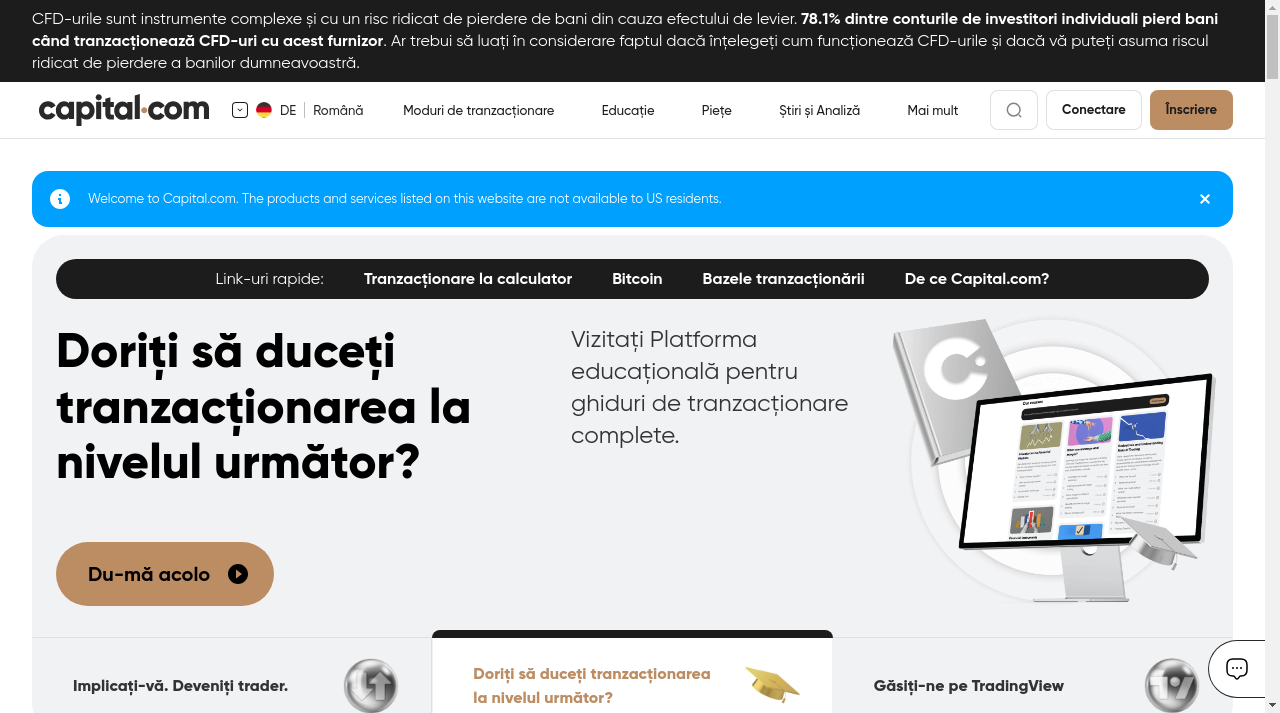 CFD-urile sunt instrumente complexe și cu un risc ridicat de pierdere de bani din cauza efectului de levier. 78.1% dintre conturile de investitori individuali pierd bani
când tranzacționează CFD-uri cu acest furnizor. Ar trebui să luați în considerare faptul dacă înțelegeți cum funcționează CFD-urile și dacă vă puteți asuma riscul
ridicat de pierdere a banilor dumneavoastră.
capital.com DE Română Moduri de tranzacționare Educație Piețe Știri și Analiză Mai mult Conectare Înscriere
Welcome to Capital.com. The products and services listed on this website are not available to US residents.
Link-uri rapide: Tranzacționare la calculator Bitcoin Bazele tranzacționării De ce Capital.com?
Doriți să duceți
tranzacționarea la
nivelul următor?
Vizitați Platforma
educațională pentru
ghiduri de tranzacționare
complete.
Du-mă acolo
Implicați-vă. Deveniți trader.
Doriți să duceți tranzacționarea
la nivelul următor?
Găsiți-ne pe TradingView